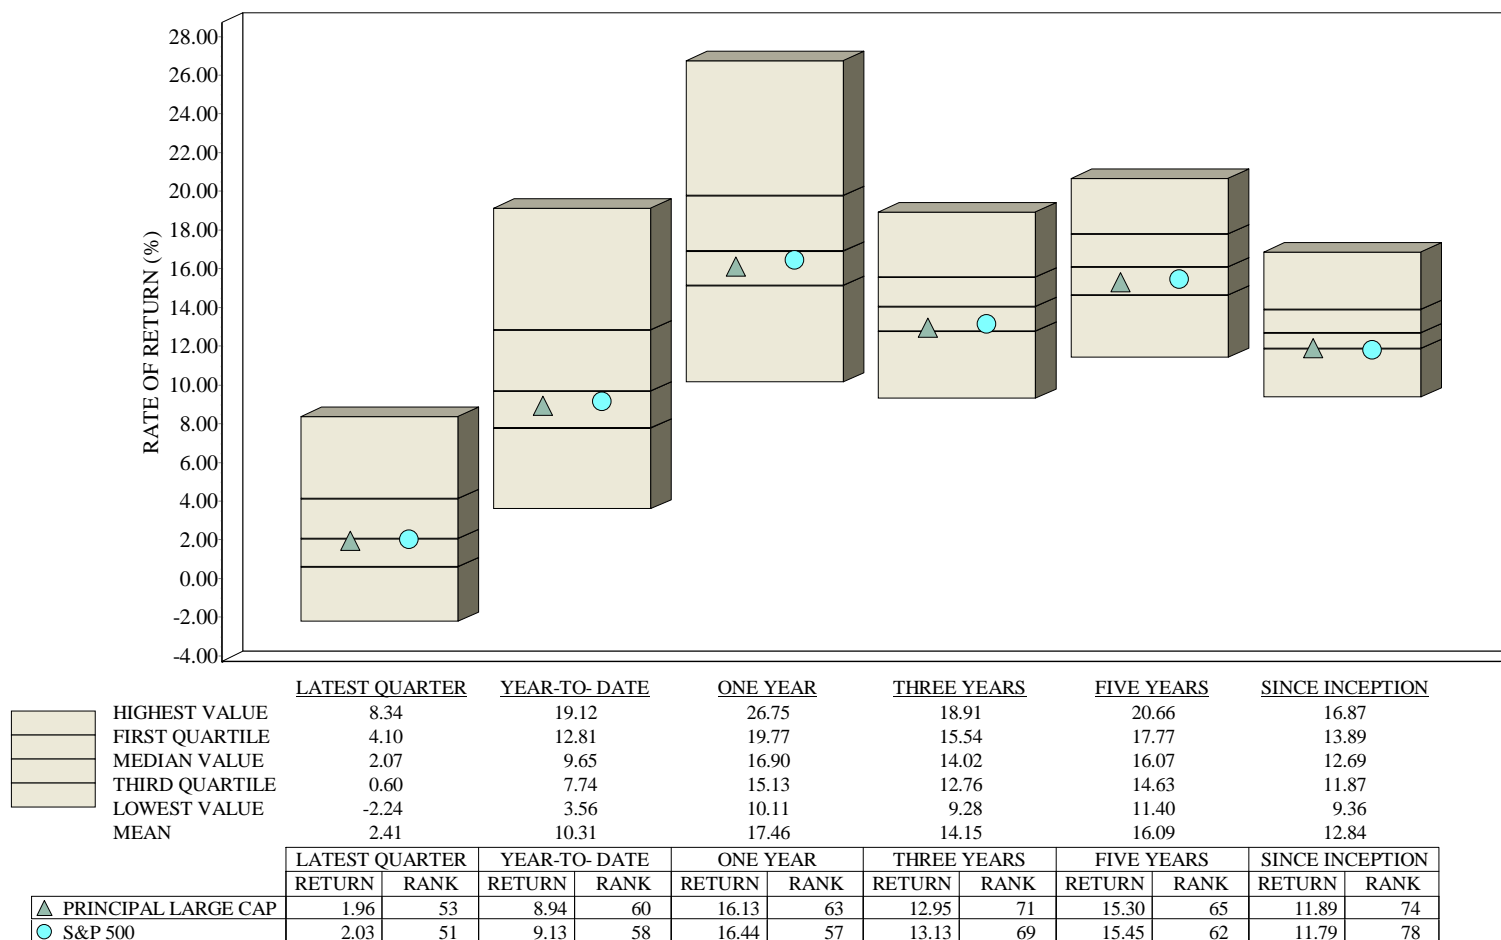 28.00
26.00
24.00
22.00
20.00
18.00
16.00
14.00
12.00
10.00
8.00
6.00
4.00
2.00
0.00
-2.00
-4.00
RATE OF RETURN (%)
LATEST QUARTER YEAR-TO- DATE ONE YEAR THREE YEARS FIVE YEARS SINCE INCEPTION
HIGHEST VALUE 8.34 19.12 26.75 18.91 20.66 16.87
FIRST QUARTILE 4.10 12.81 19.77 15.54 17.77 13.89
MEDIAN VALUE 2.07 9.65 16.90 14.02 16.07 12.69
THIRD QUARTILE 0.60 7.74 15.13 12.76 14.63 11.87
LOWEST VALUE -2.24 3.56 10.11 9.28 11.40 9.36
MEAN 2.41 10.31 17.46 14.15 16.09 12.84
LATEST QUARTER YEAR-TO- DATE ONE YEAR THREE YEARS FIVE YEARS SINCE INCEPTION
RETURN RANK RETURN RANK RETURN RANK RETURN RANK RETURN RANK RETURN RANK
PRINCIPAL LARGE CAP 1.96 53 8.94 60 16.13 63 12.95 71 15.30 65 11.89 74
S&P 500 2.03 51 9.13 58 16.44 57 13.13 69 15.45 62 11.79 78